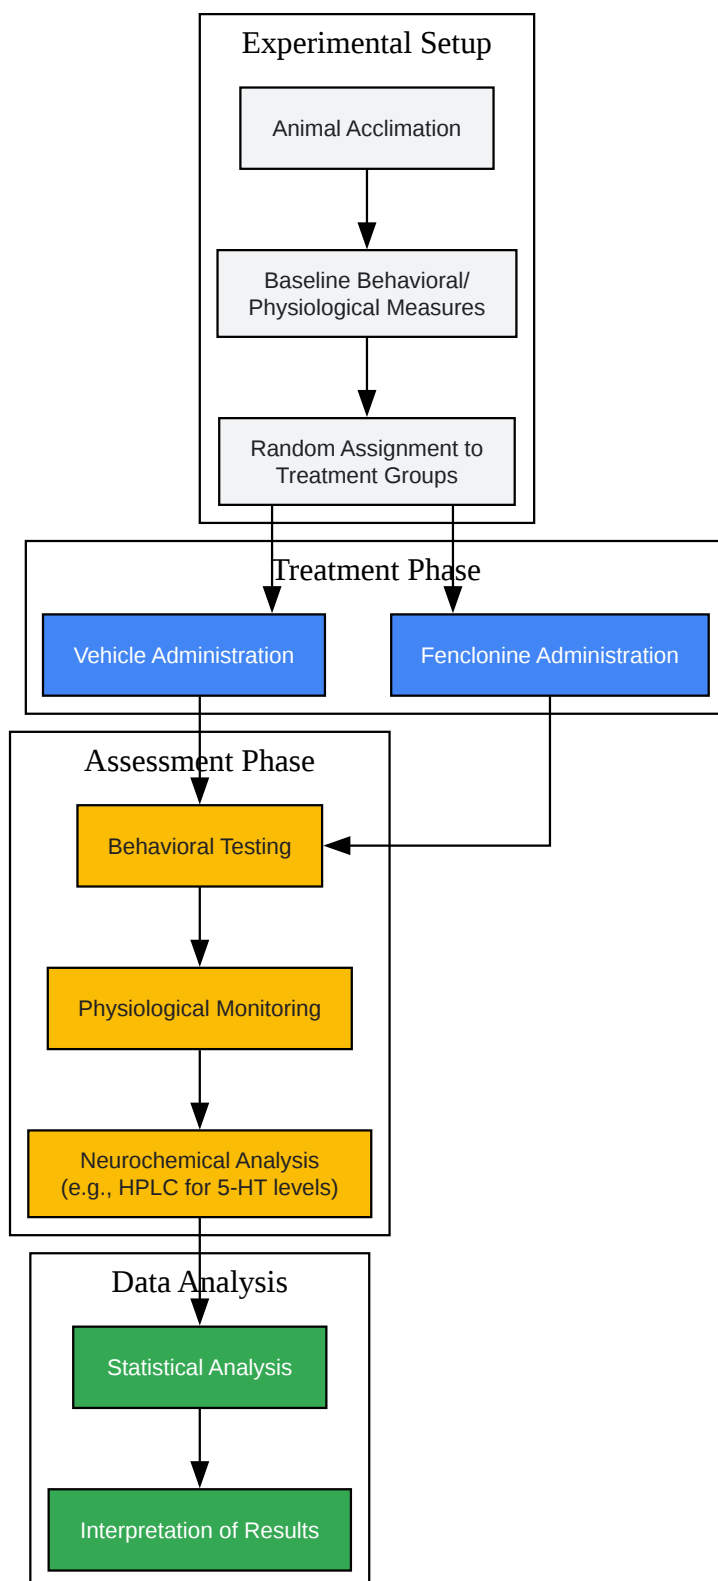 Experimental Setup
Animal Acclimation
Baseline Behavioral/
Physiological Measures
Random Assignment to
Treatment Groups
Treatment Phase
Vehicle Administration
Fenclonine Administration
Assessment Phase
Behavioral Testing
Physiological Monitoring
Neurochemical Analysis
(e.g., HPLC for 5-HT levels)
Data Analysis
Statistical Analysis
Interpretation of Results